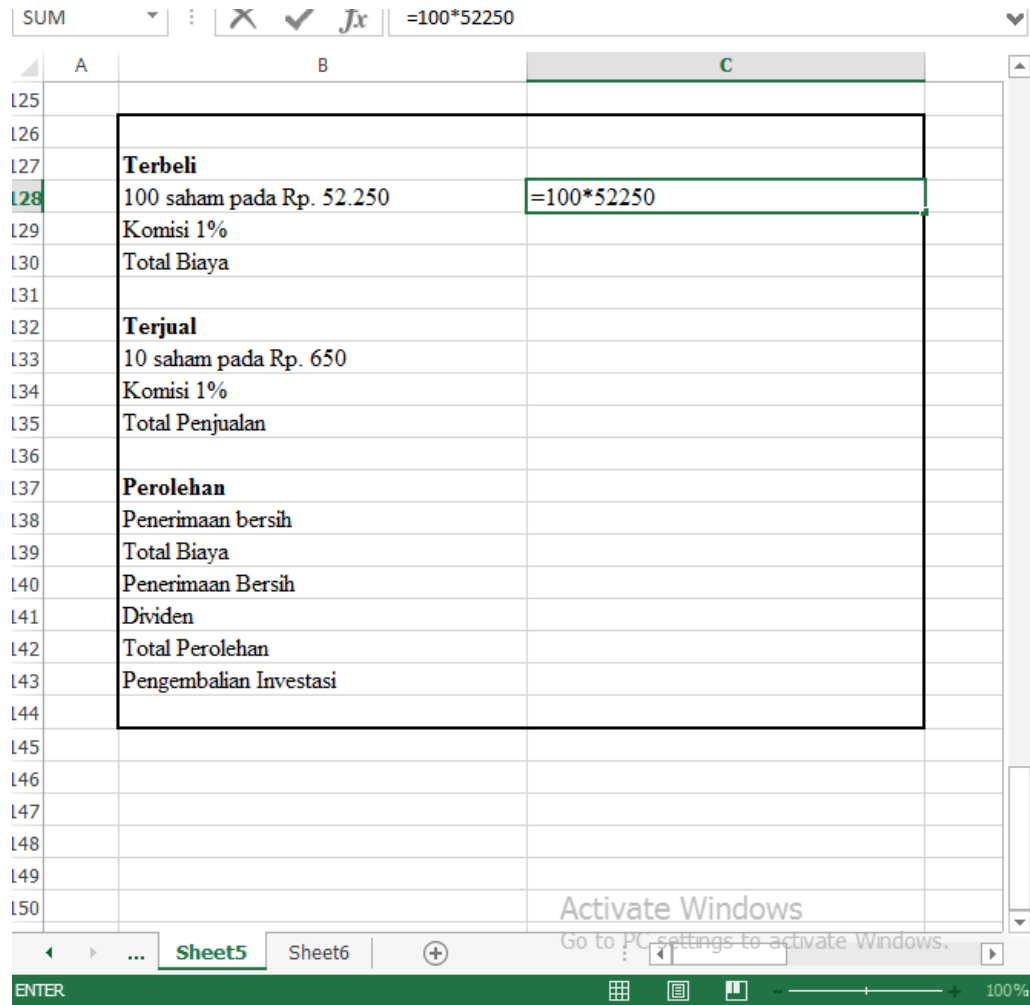 SUM =100*52250
A B C
125
126
127 Terbeli
128 100 saham pada Rp. 52.250 =100*52250
129 Komisi 1%
130 Total Biaya
131
132 Terjual
133 10 saham pada Rp. 650
134 Komisi 1%
135 Total Penjualan
136
137 Perolehan
138 Penerimaan bersih
139 Total Biaya
140 Penerimaan Bersih
141 Dividen
142 Total Perolehan
143 Pengembalian Investasi
144
145
146
147
148
149
150
Activate Windows
Go to PC settings to activate Windows.
... Sheet5 Sheet6
ENTER 100%